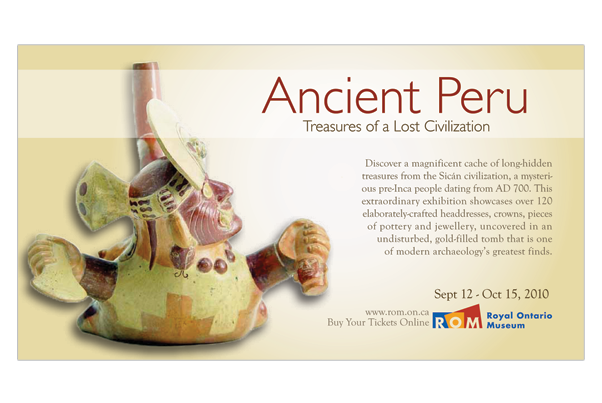 Ancient Peru
Treasures of a Lost Civilization
Discover a magnificent cache of long-hidden
treasures from the Sicán civilization, a mysteri-
ous pre-Inca people dating from AD 700. This
extraordinary exhibition showcases over 120
elaborately-crafted headdresses, crowns, pieces
of pottery and jewellery, uncovered in an
undisturbed, gold-filled tomb that is one
of modern archaeology's greatest finds.
Sept 12 - Oct 15, 2010
www.rom.on.ca
Buy Your Tickets Online
ROM
Royal Ontario
Museum